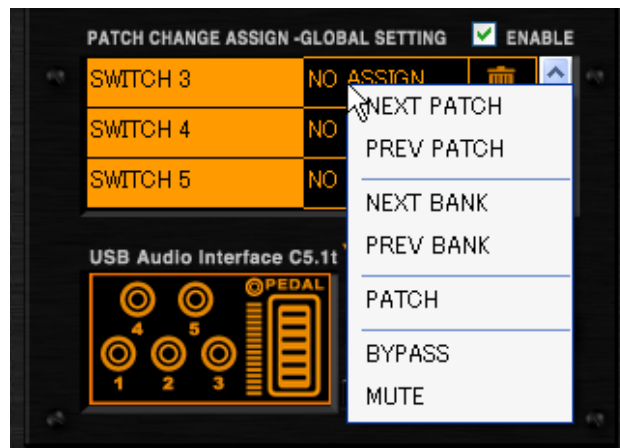 PATCH CHANGE ASSIGN -GLOBAL SETTING ENABLE
SWITCH 3 NO ASSIGN
SWITCH 4 NO
SWITCH 5 NO
NEXT PATCH
PREV PATCH
NEXT BANK
PREV BANK
PATCH
BYPASS
MUTE
USB Audio Interface C5.1t
PEDAL
4 5
1 2 3